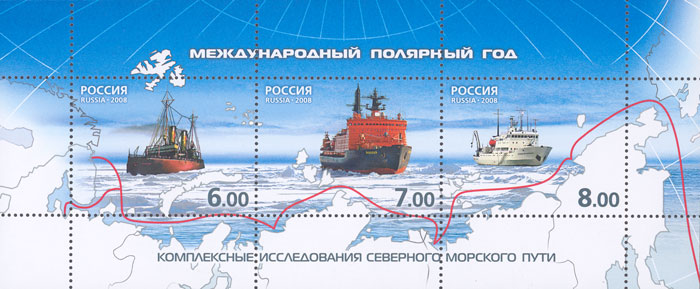 МЕЖДУНАРОДНЫЙ ПОЛЯРНЫЙ ГОД
РОССИЯ
RUSSIA • 2008
6.00
РОССИЯ
RUSSIA • 2008
7.00
РОССИЯ
RUSSIA • 2008
8.00
КОМПЛЕКСНЫЕ ИССЛЕДОВАНИЯ СЕВЕРНОГО МОРСКОГО ПУТИ